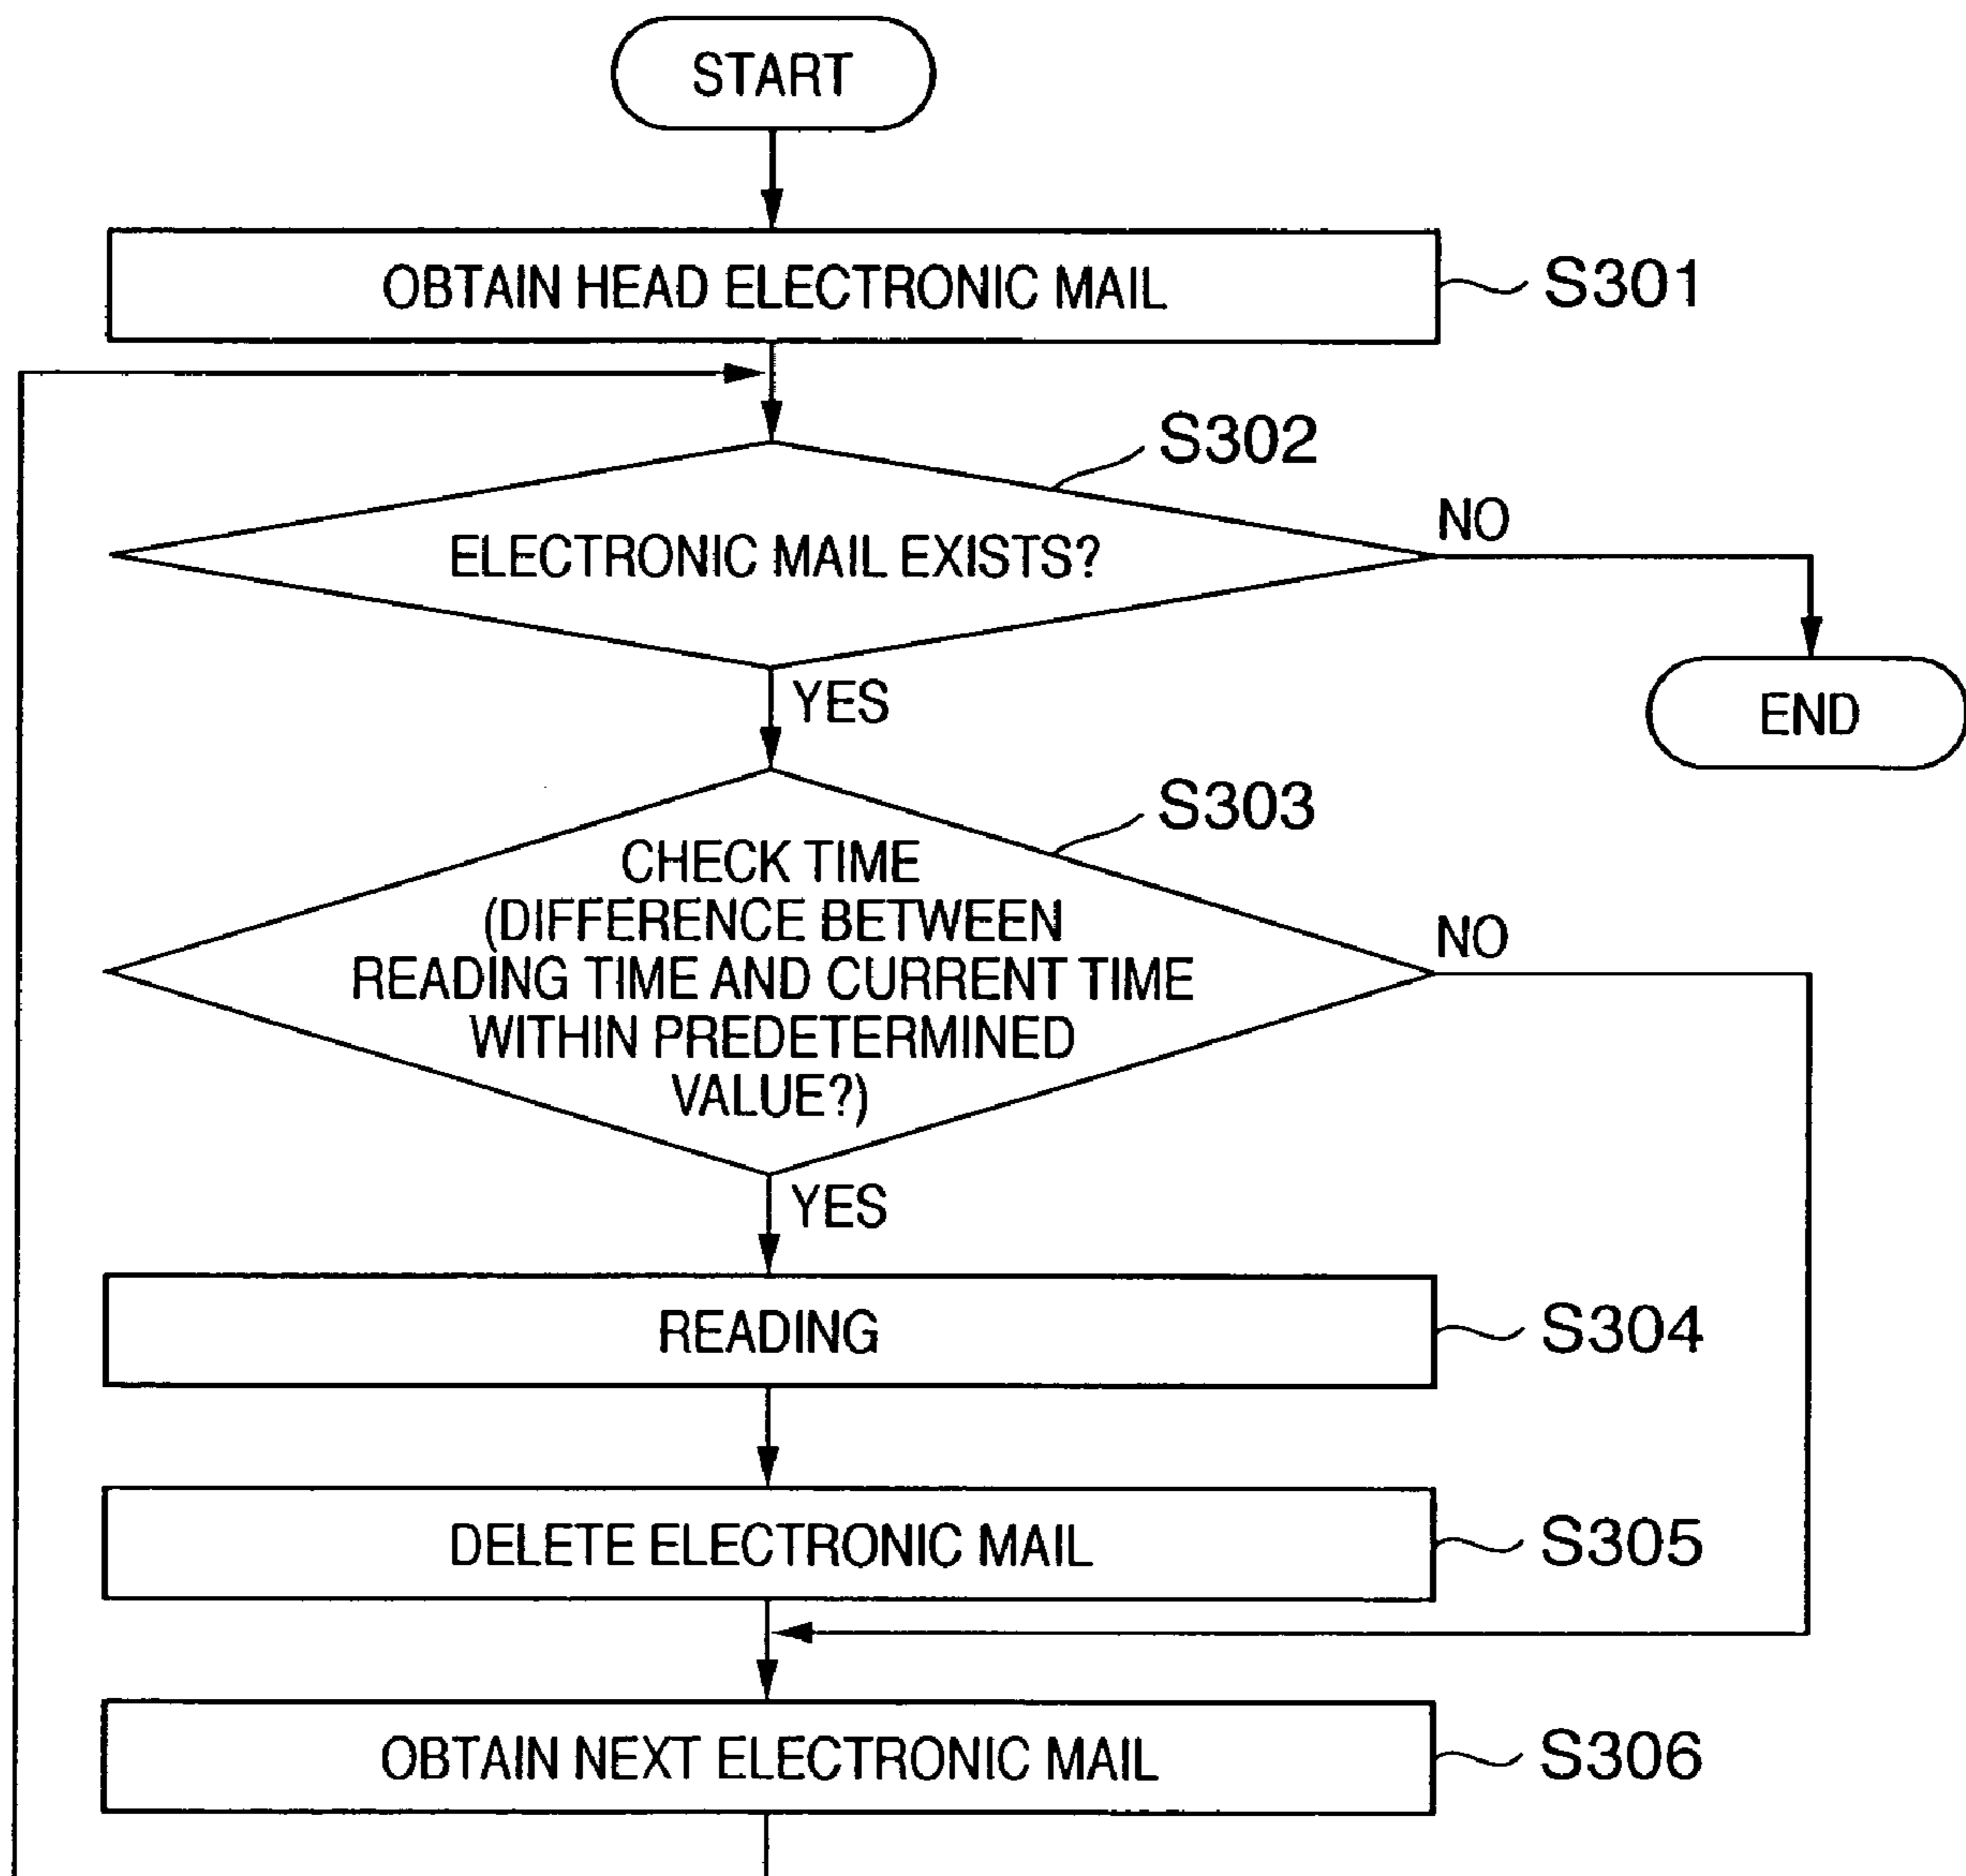 START
OBTAIN HEAD ELECTRONIC MAIL
S301
S302
ELECTRONIC MAIL EXISTS?
NO
END
YES
S303
CHECK TIME
(DIFFERENCE BETWEEN
READING TIME AND CURRENT TIME
WITHIN PREDETERMINED
VALUE?)
NO
YES
READING
S304
DELETE ELECTRONIC MAIL
S305
OBTAIN NEXT ELECTRONIC MAIL
S306